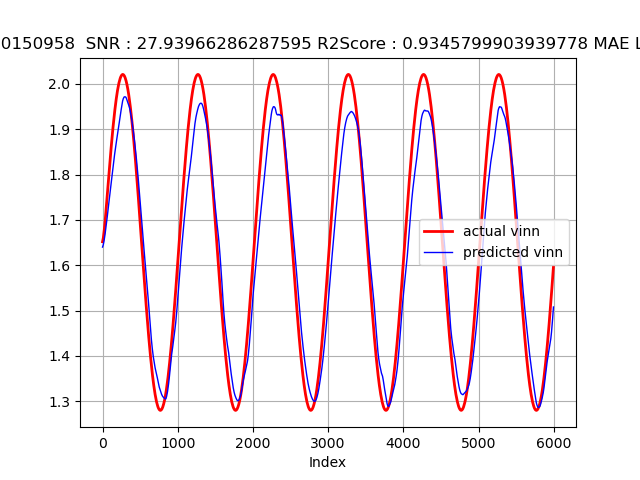 0150958 SNR : 27.93966286287595 R2Score : 0.9345799903939778 MAE L
2.0
1.9
1.8
1.7
1.6
1.5
1.4
1.3
actual vinn
predicted vinn
0 1000 2000 3000 4000 5000 6000
Index